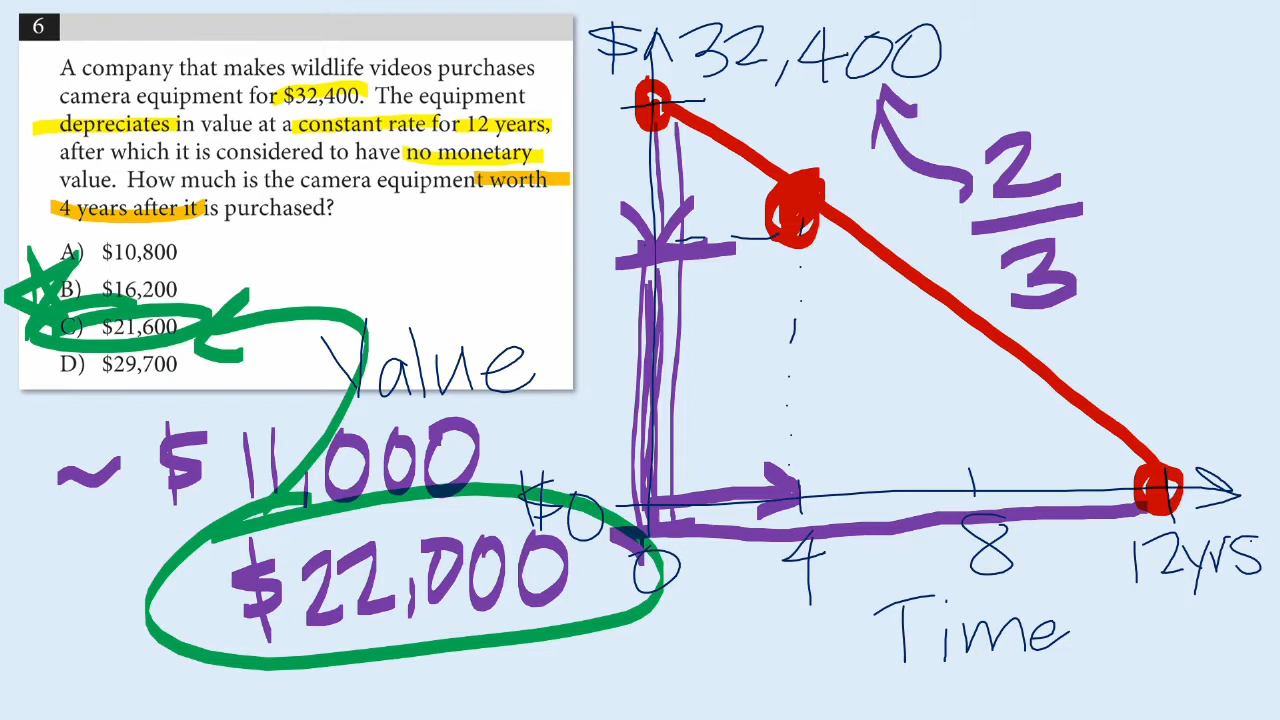 6
A company that makes wildlife videos purchases
camera equipment for $32,400. The equipment
depreciates in value at a constant rate for 12 years,
after which it is considered to have no monetary
value. How much is the camera equipment worth
4 years after it is purchased?
A) $10,800
B) $16,200
C) $21,600
D) $29,700
$32,400
2
3
Value
~ $11,000
$22,000
$0
0
4
8
12yrs
Time